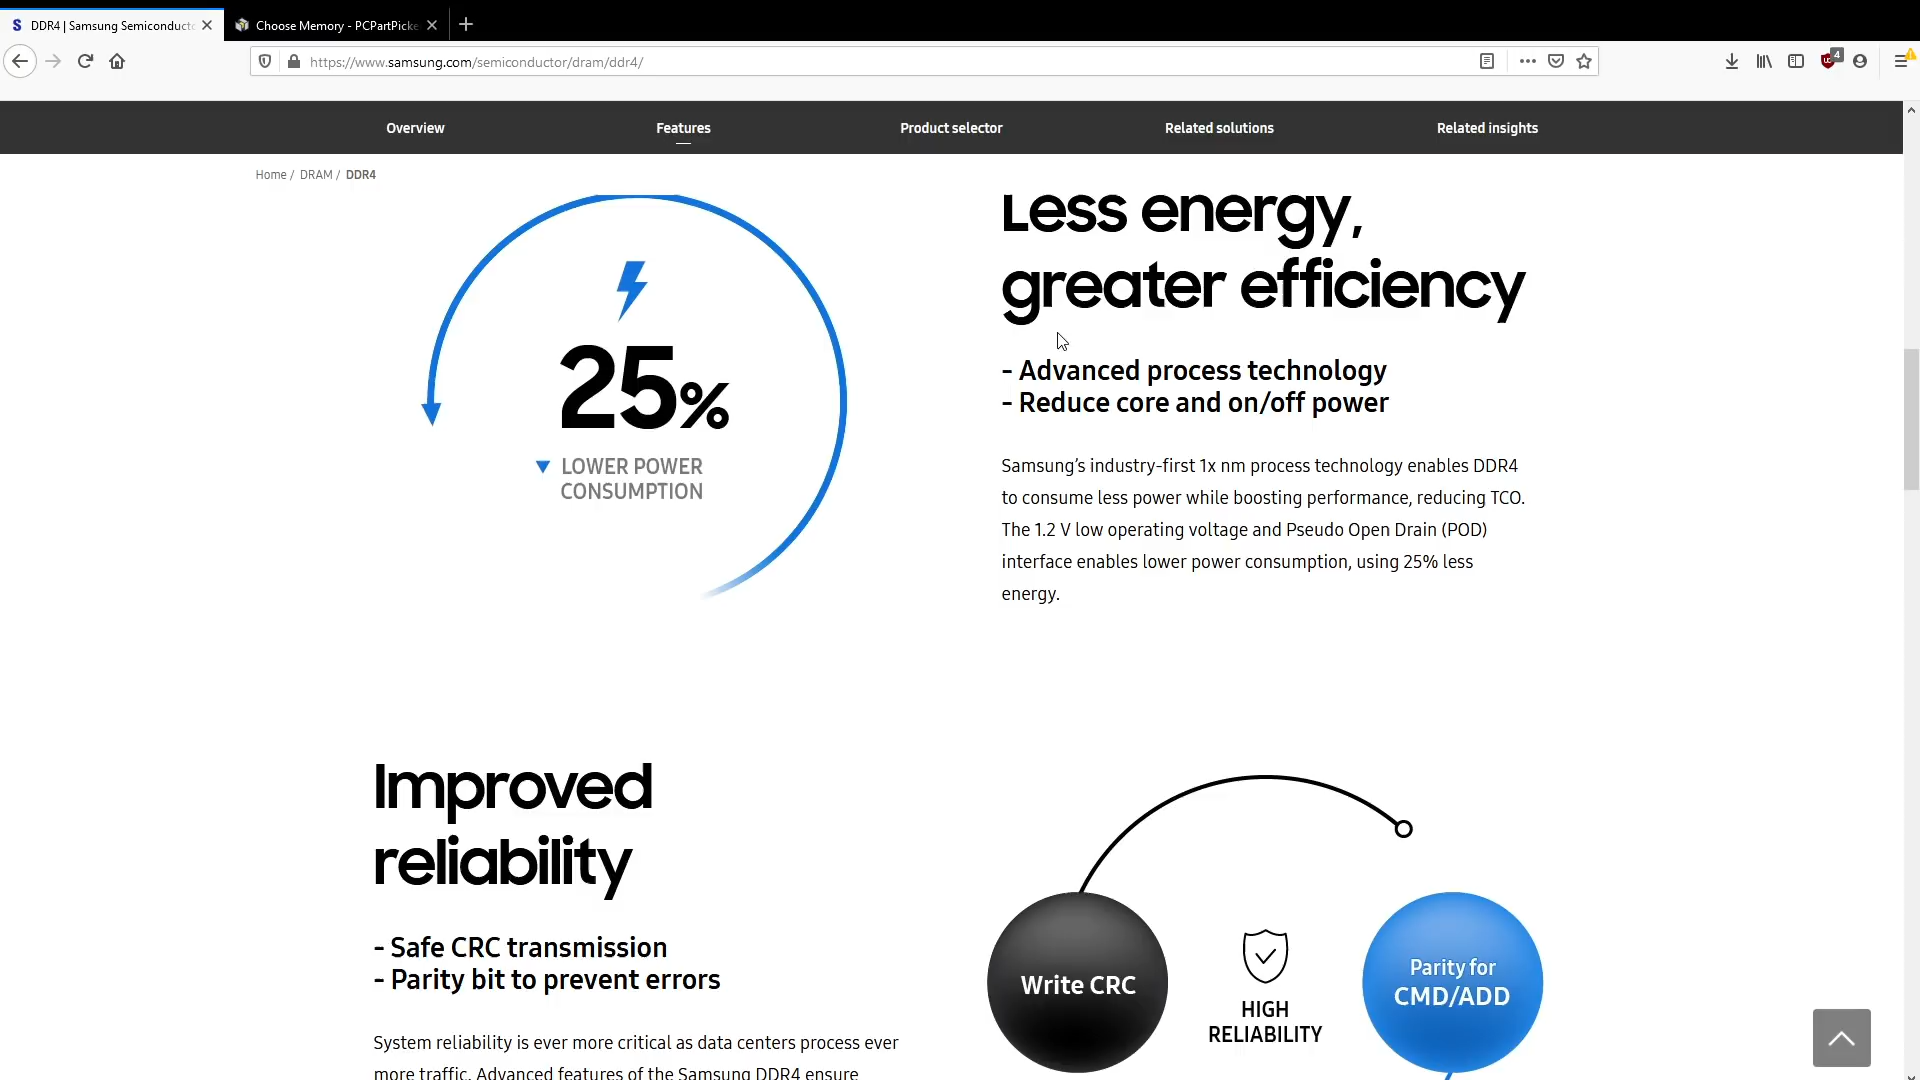 DDR4 | Samsung Semiconduct
Choose Memory - PCPartPicke
https://www.samsung.com/semiconductor/dram/ddr4/
4
Overview
Features
Product selector
Related solutions
Related insights
Home / DRAM / DDR4
25%
LOWER POWER
CONSUMPTION
Less energy,
greater efficiency
- Advanced process technology
- Reduce core and on/off power
Samsung’s industry-first 1x nm process technology enables DDR4
to consume less power while boosting performance, reducing TCO.
The 1.2 V low operating voltage and Pseudo Open Drain (POD)
interface enables lower power consumption, using 25% less
energy.
Improved
reliability
- Safe CRC transmission
- Parity bit to prevent errors
System reliability is ever more critical as data centers process ever
more traffic. Advanced features of the Samsung DDR4 ensure
Write CRC
HIGH
RELIABILITY
Parity for
CMD/ADD